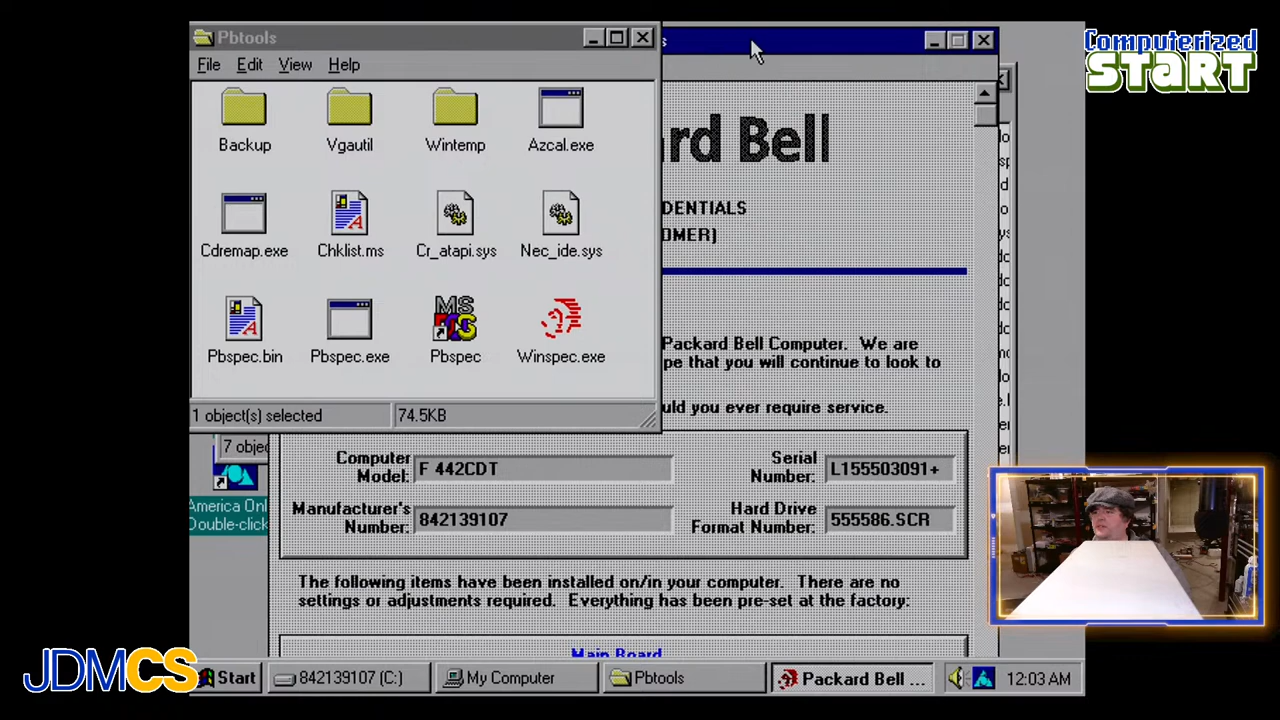 Pbtools
File Edit View Help
Backup
Vgautil
Wintemp
Azcal.exe
Cdremap.exe
Chklist.ms
Cr_atapi.sys
Nec_ide.sys
Pbspec.bin
Pbspec.exe
MS
Pbspec
Winspec.exe
1 object(s) selected
74.5KB
s
rd Bell
DENTIALS
OMER)
Packard Bell Computer. We are
pe that you will continue to look to
uld you ever require service.
7 objec
America Onl
Double-click
Computer
Model:
F 442CDT
Serial
Number:
L155503091+
Manufacturer's
Number:
842139107
Hard Drive
Format Number:
555586.SCR
The following items have been installed on/in your computer. There are no
settings or adjustments required. Everything has been pre-set at the factory:
Main Board
Start
842139107 (C:)
My Computer
Pbtools
Packard Bell ...
12:03 AM
Computerized
START
JDMCS